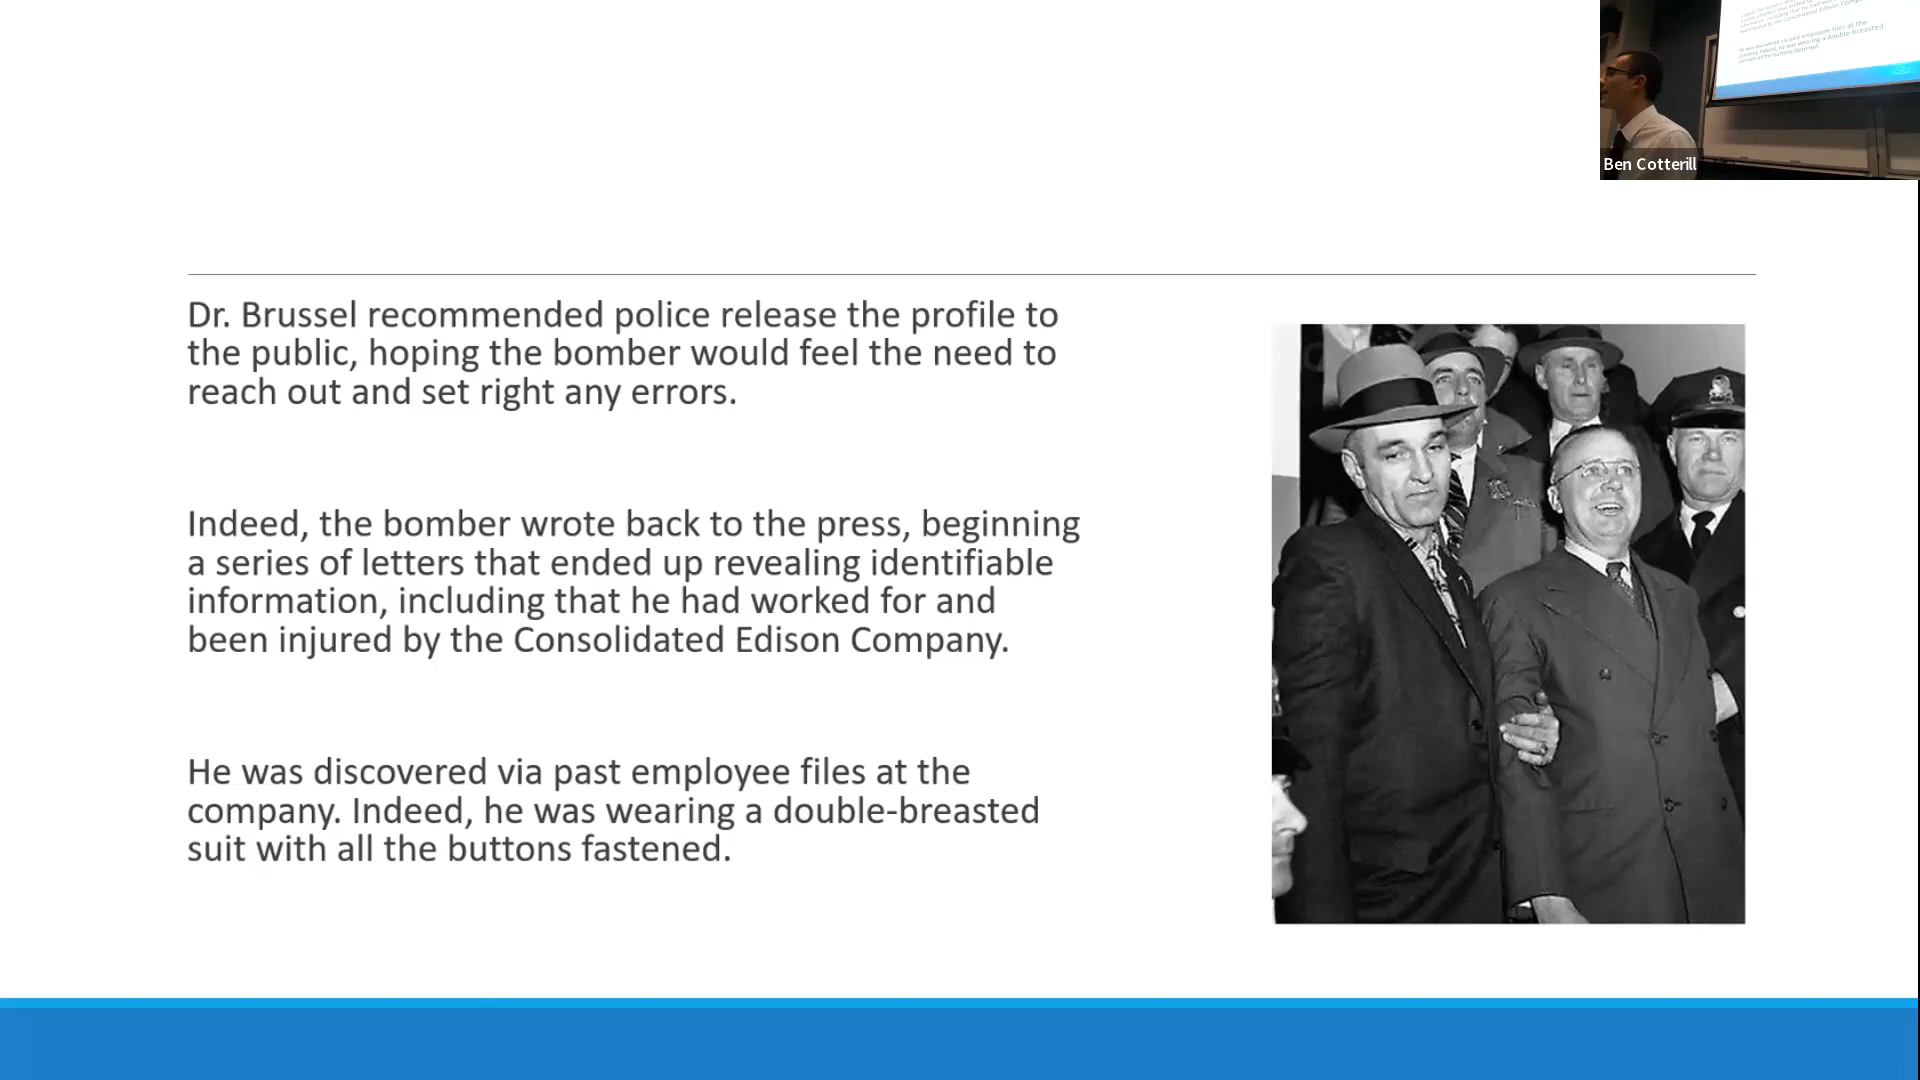 Dr. Brussel recommended police release the profile to
the public, hoping the bomber would feel the need to
reach out and set right any errors.
Indeed, the bomber wrote back to the press, beginning
a series of letters that ended up revealing identifiable
information, including that he had worked for and
been injured by the Consolidated Edison Company.
He was discovered via past employee files at the
company. Indeed, he was wearing a double-breasted
suit with all the buttons fastened.
Ben Cotterill